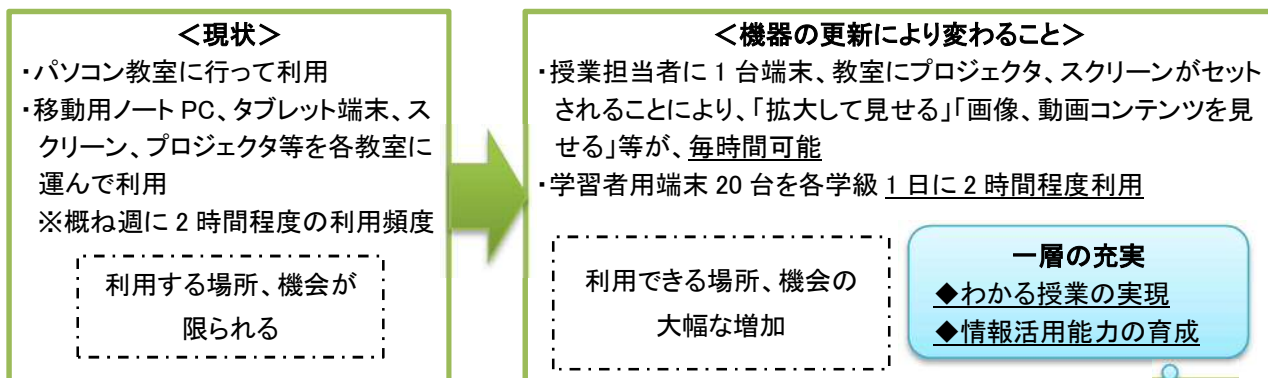 <現状>
・パソコン教室に行って利用
・移動用ノート PC、タブレット端末、ス
クリーン、プロジェクタ等を各教室に
運んで利用
※概ね週に 2 時間程度の利用頻度
利用する場所、機会が
限られる
<機器の更新により変わること>
・授業担当者に 1 台端末、教室にプロジェクタ、スクリーンがセット
されることにより、「拡大して見せる」「画像、動画コンテンツを見
せる」等が、毎時間可能
・学習者用端末 20 台を各学級 1 日に 2 時間程度利用
利用できる場所、機会の
大幅な増加
一層の充実
◆わかる授業の実現
◆情報活用能力の育成